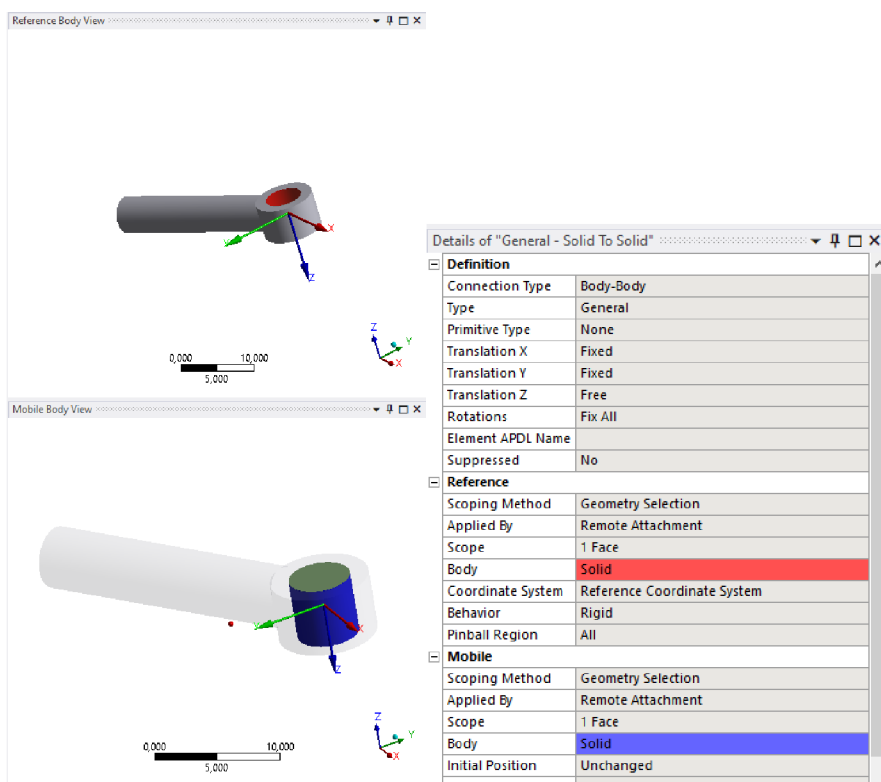 Reference Body View
X
Y
Z
Z
Y
X
0,000 10,000
5,000
Mobile Body View
Y
X
Z
Z
Y
X
0,000 10,000
5,000
Details of "General - Solid To Solid"
Definition
Connection Type Body-Body
Type General
Primitive Type None
Translation X Fixed
Translation Y Fixed
Translation Z Free
Rotations Fix All
Element APDL Name
Suppressed No
Reference
Scoping Method Geometry Selection
Applied By Remote Attachment
Scope 1 Face
Body Solid
Coordinate System Reference Coordinate System
Behavior Rigid
Pinball Region All
Mobile
Scoping Method Geometry Selection
Applied By Remote Attachment
Scope 1 Face
Body Solid
Initial Position Unchanged